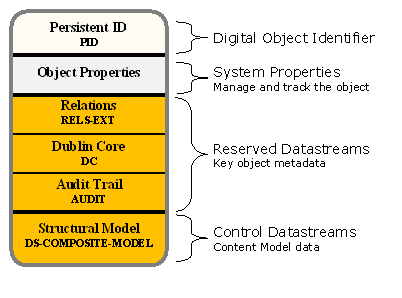 Persistent ID
PID
Digital Object Identifier
Object Properties
System Properties
Manage and track the object
Relations
RELS-EXT
Dublin Core
DC
Audit Trail
AUDIT
Reserved Datastreams
Key object metadata
Structural Model
DS-COMPOSITE-MODEL
Control Datastreams
Content Model data